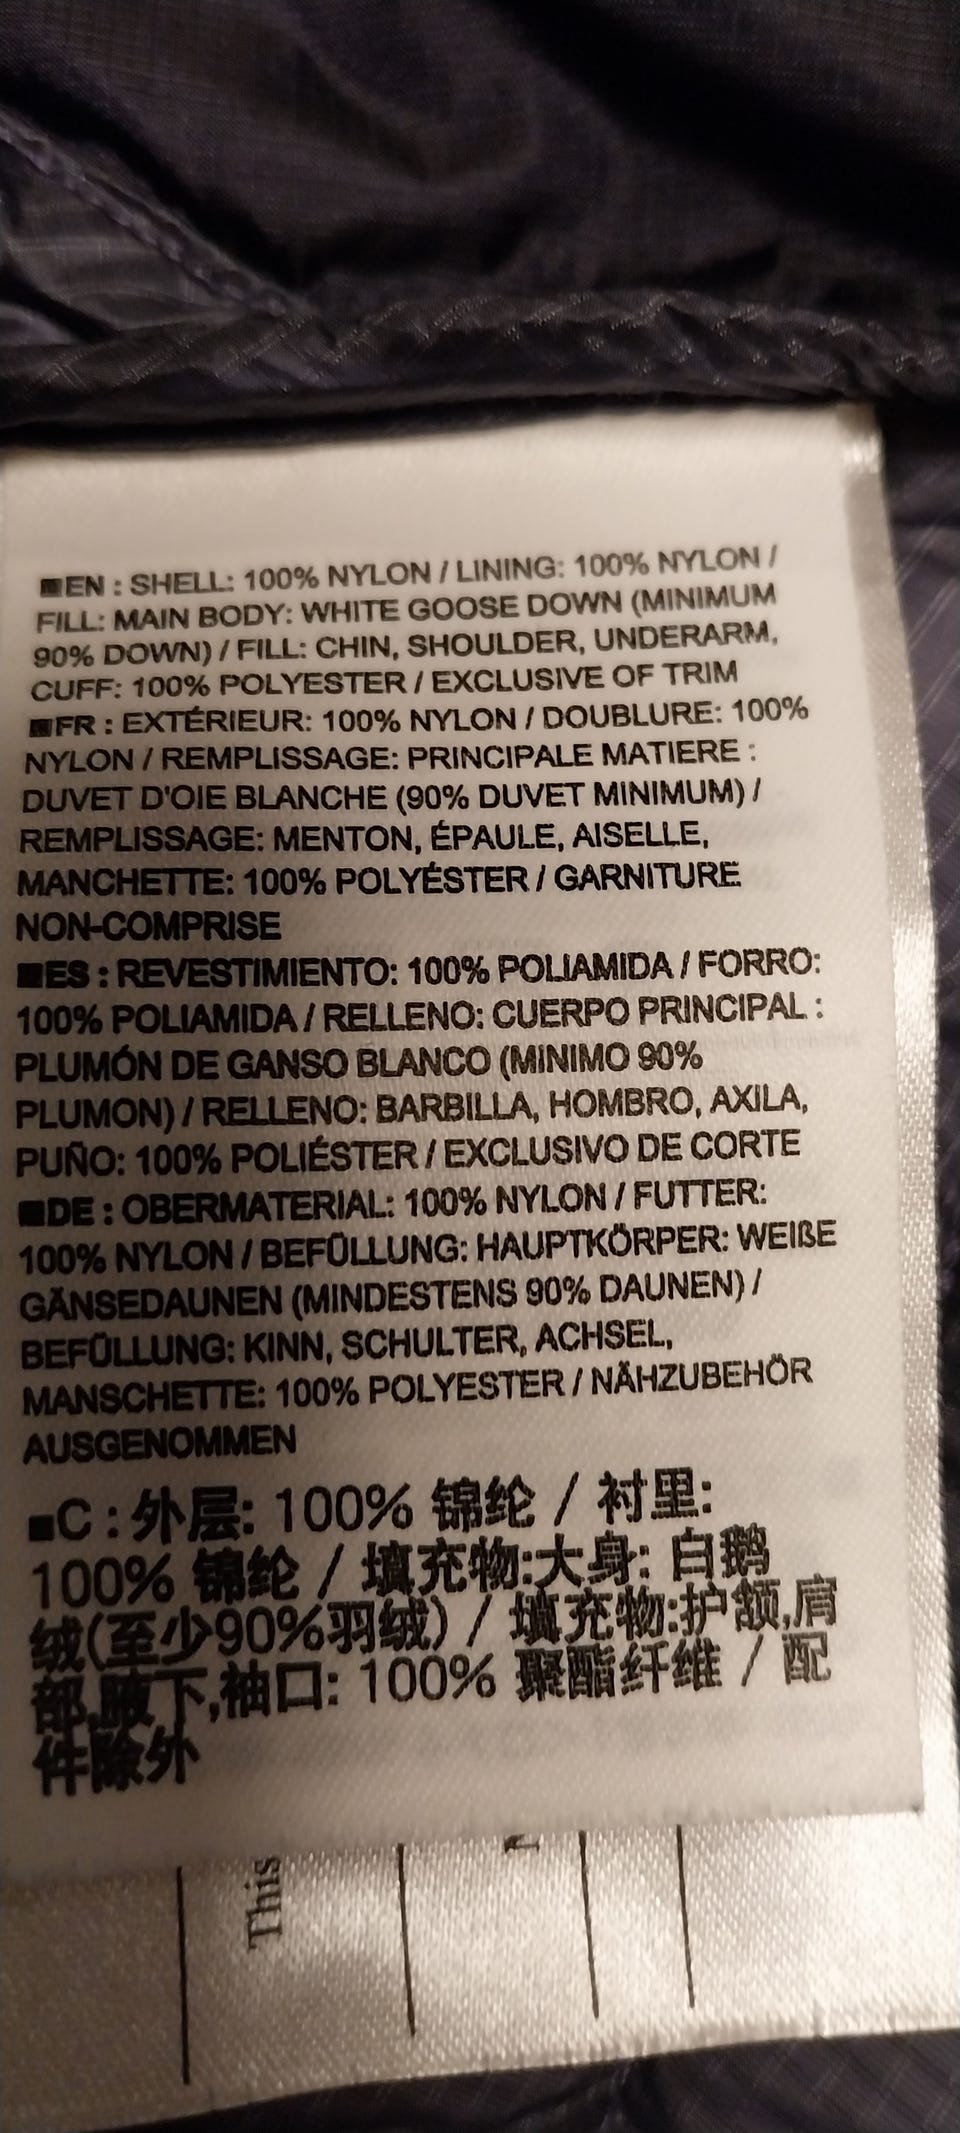 ■EN : SHELL: 100% NYLON / LINING: 100% NYLON /
FILL: MAIN BODY: WHITE GOOSE DOWN (MINIMUM
90% DOWN) / FILL: CHIN, SHOULDER, UNDERARM,
CUFF: 100% POLYESTER / EXCLUSIVE OF TRIM
■FR : EXTÉRIEUR: 100% NYLON / DOUBLURE: 100%
NYLON / REMPLISSAGE: PRINCIPALE MATIERE :
DUVET D'OIE BLANCHE (90% DUVET MINIMUM) /
REMPLISSAGE: MENTON, ÉPAULE, AISELLE,
MANCHETTE: 100% POLYÉSTER / GARNITURE
NON-COMPRISE
■ES : REVESTIMIENTO: 100% POLIAMIDA / FORRO:
100% POLIAMIDA / RELLENO: CUERPO PRINCIPAL :
PLUMÓN DE GANSO BLANCO (MINIMO 90%
PLUMON) / RELLENO: BARBILLA, HOMBRO, AXILA,
PUÑO: 100% POLIÉSTER / EXCLUSIVO DE CORTE
■DE : OBERMATERIAL: 100% NYLON / FUTTER:
100% NYLON / BEFÜLLUNG: HAUPTKÖRPER: WEIßE
GÄNSEDAUNEN (MINDESTENS 90% DAUNEN) /
BEFÜLLUNG: KINN, SCHULTER, ACHSEL,
MANSCHETTE: 100% POLYESTER / NÄHZUBEHÖR
AUSGENOMMEN
■C : 外层: 100% 锦纶 / 衬里:
100% 锦纶 / 填充物:大身: 白鹅
绒(至少90%羽绒) / 填充物:护颏,肩
部,腋下,袖口: 100% 聚酯纤维 / 配
件除外
This